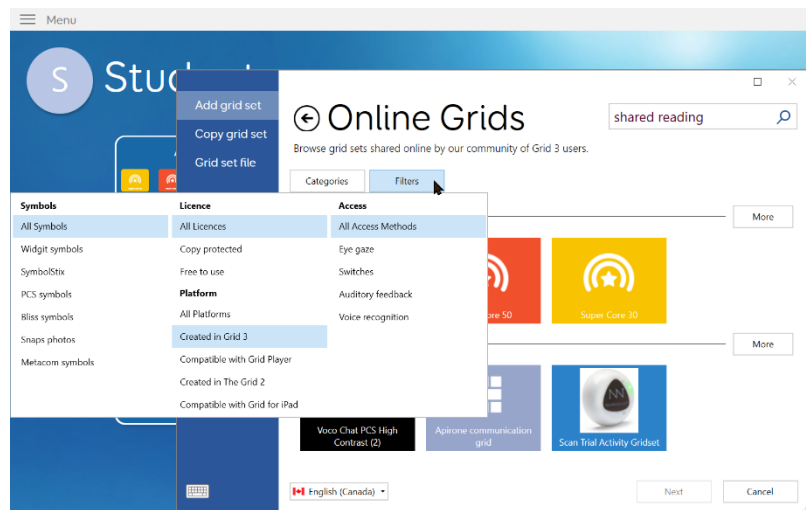 Menu
S
Add grid set
Copy grid set
Grid set file
Online Grids
shared reading
Browse grid sets shared online by our community of Grid 3 users.
Categories
Filters
Symbols
All Symbols
Widgit symbols
SymbolStix
PCS symbols
Bliss symbols
Snaps photos
Metacom symbols
Licence
All Licences
Copy protected
Free to use
Platform
All Platforms
Created in Grid 3
Compatible with Grid Player
Created in The Grid 2
Compatible with Grid for iPad
Access
All Access Methods
Eye gaze
Switches
Auditory feedback
Voice recognition
More
50
Super Core 30
More
Voco Chat PCS High
Contrast (2)
Apirone communication
grid
Scan Trial Activity Gridset
English (Canada)
Next
Cancel